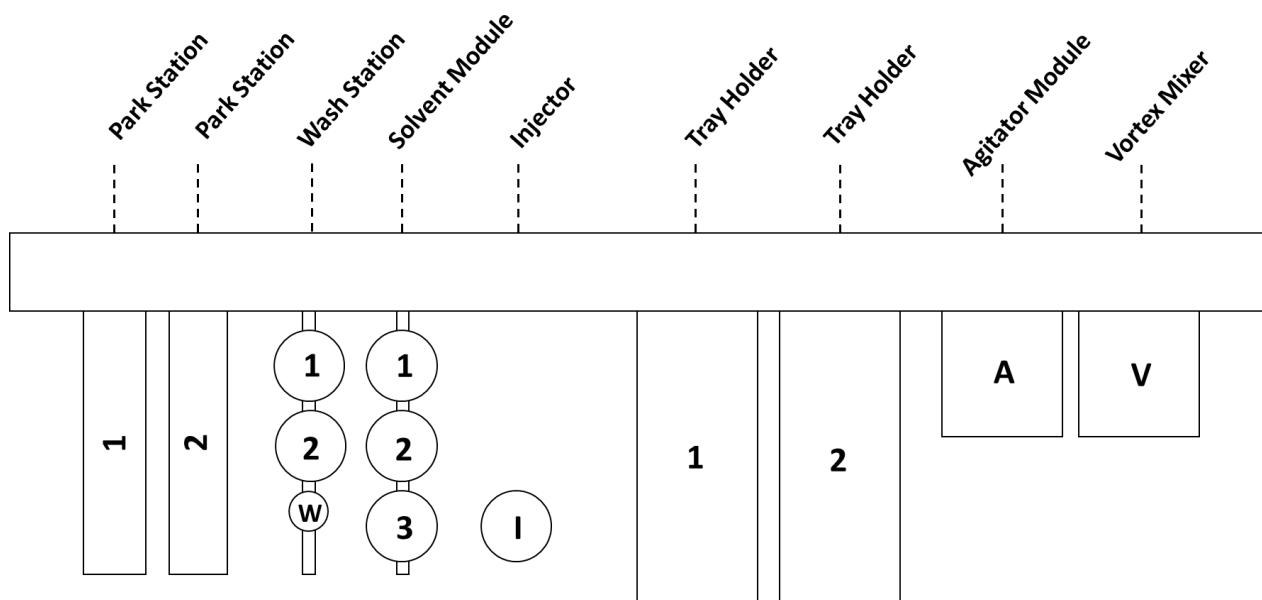 Park Station
Park Station
Wash Station
Solvent Module
Injector
Tray Holder
Tray Holder
Agitator Module
Vortex Mixer
1
2
1
2
W
1
2
3
I
1
2
A
V